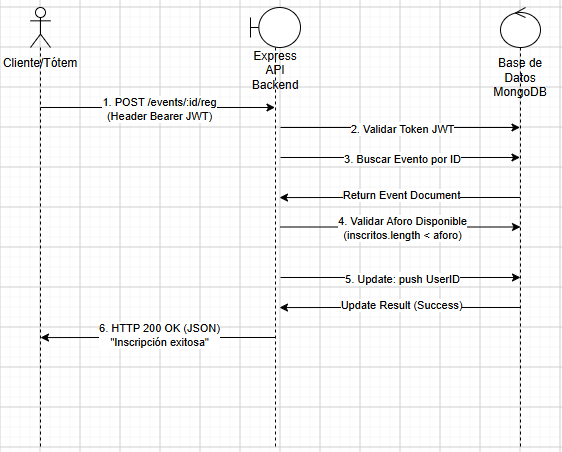 Cliente/Tótem
Express
API
Backend
Base de
Datos
MongoDB
1. POST /events/:id/reg
(Header Bearer JWT)
2. Validar Token JWT
3. Buscar Evento por ID
Return Event Document
4. Validar Aforo Disponible
(inscritos.length < aforo)
5. Update: push UserID
Update Result (Success)
6. HTTP 200 OK (JSON)
"Inscripción exitosa"